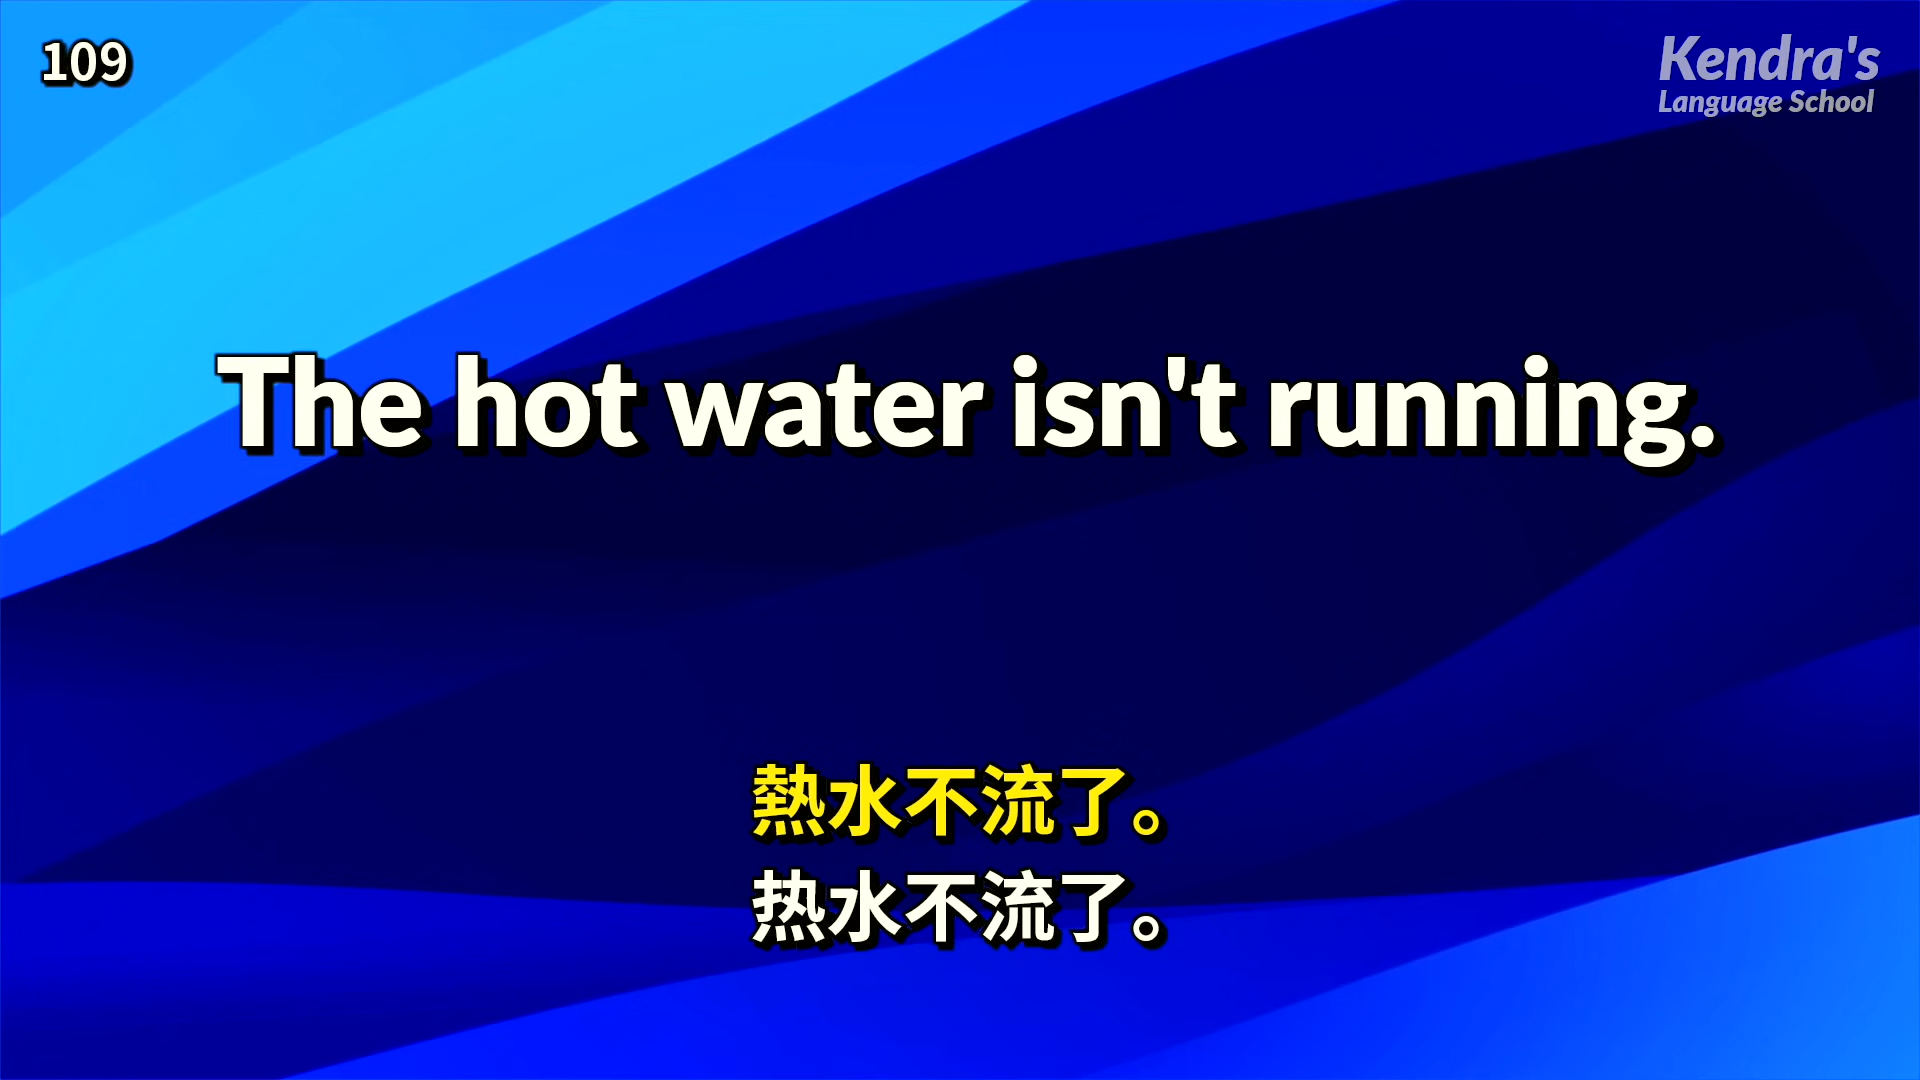 109
Kendra's
Language School
The hot water isn't running.
熱水不流了。
热水不流了。